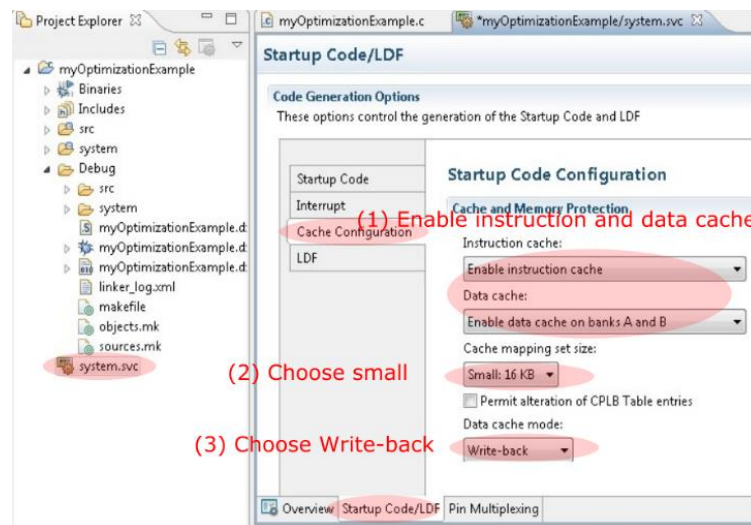 Project Explorer
myOptimizationExample.c
*myOptimizationExample/system.svc
myOptimizationExample
Binaries
Includes
src
system
Debug
src
system
myOptimizationExample.d
myOptimizationExample.d
myOptimizationExample.d
linker_log.xml
makefile
objects.mk
sources.mk
system.svc
Startup Code/LDF
Code Generation Options
These options control the generation of the Startup Code and LDF
Startup Code
Interrupt
Cache Configuration
LDF
Startup Code Configuration
Cache and Memory Protection
(1) Enable instruction and data cache
Instruction cache:
Enable instruction cache
Data cache:
Enable data cache on banks A and B
Cache mapping set size:
(2) Choose small
Small: 16 KB
Permit alteration of CPLB Table entries
Data cache mode:
(3) Choose Write-back
Write-back
Overview
Startup Code/LDF
Pin Multiplexing